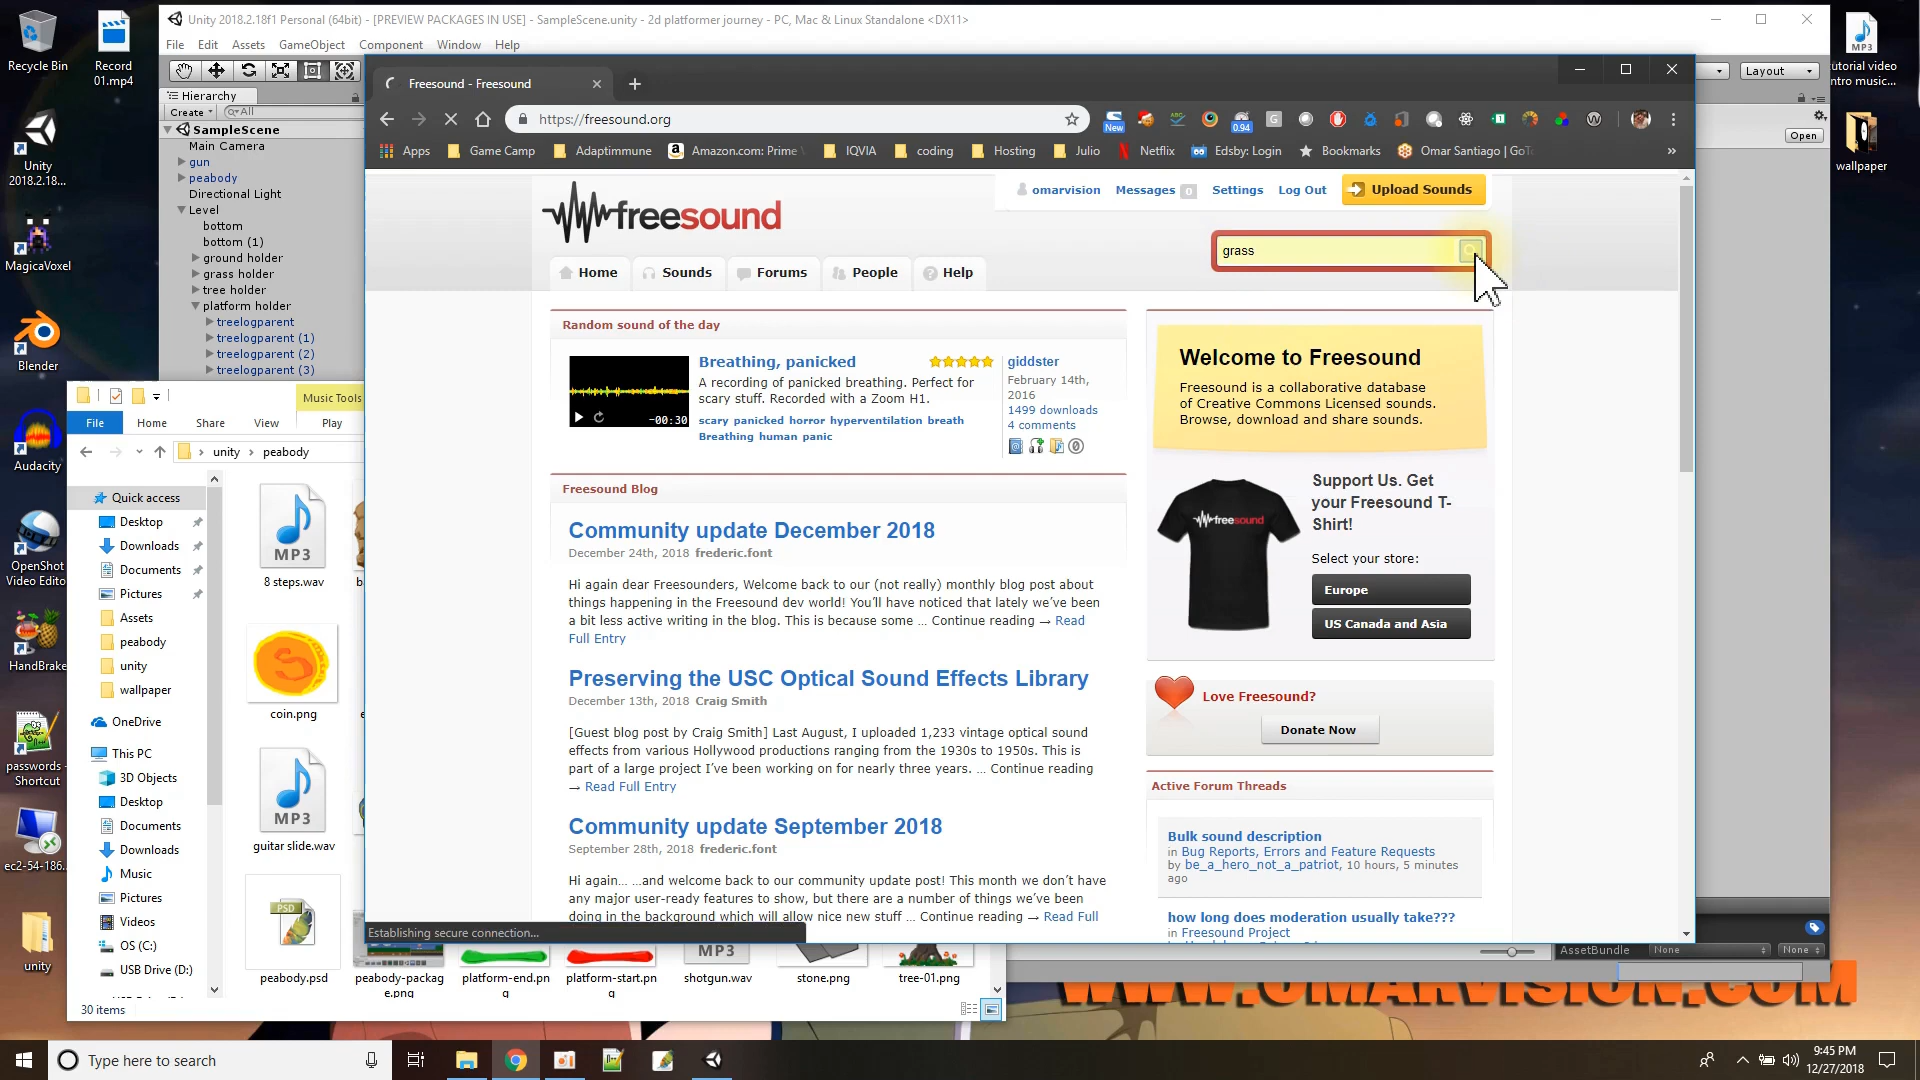 Recycle Bin
Record
01.mp4
Unity
2018.2.18...
MagicaVoxel
Blender
Audacity
OpenShot
Video Edito
HandBrake
passwords -
Shortcut
ec2-54-186...
unity
Unity 2018.2.18f1 Personal (64bit) - [PREVIEW PACKAGES IN USE] - SampleScene.unity - 2d platformer journey - PC, Mac & Linux Standalone <DX11>
File Edit Assets GameObject Component Window Help
Layout
Hierarchy
Create
All
Open
SampleScene
Main Camera
gun
peabody
Directional Light
Level
bottom
bottom (1)
ground holder
grass holder
tree holder
platform holder
treelogparent
treelogparent (1)
treelogparent (2)
treelogparent (3)
Freesound - Freesound
https://freesound.org
New
0.94
Apps Game Camp Adaptimmune Amazon.com: Prime IQVIA coding Hosting Julio Netflix Edsby: Login Bookmarks Omar Santiago | GoT
omarvision Messages 0 Settings Log Out Upload Sounds
freesound
grass
Home Sounds Forums People Help
Random sound of the day
Breathing, panicked
A recording of panicked breathing. Perfect for
scary stuff. Recorded with a Zoom H1.
scary panicked horror hyperventilation breath
Breathing human panic
-00:30
giddster
February 14th,
2016
1499 downloads
4 comments
Freesound Blog
Community update December 2018
December 24th, 2018 frederic.font
Hi again dear Freesounders, Welcome back to our (not really) monthly blog post about
things happening in the Freesound dev world! You'll have noticed that lately we've been
a bit less active writing in the blog. This is because some ... Continue reading → Read
Full Entry
Preserving the USC Optical Sound Effects Library
December 13th, 2018 Craig Smith
[Guest blog post by Craig Smith] Last August, I uploaded 1,233 vintage optical sound
effects from various Hollywood productions ranging from the 1930s to 1950s. This is
part of a large project I've been working on for nearly three years. ... Continue reading
→ Read Full Entry
Community update September 2018
September 28th, 2018 frederic.font
Hi again... ...and welcome back to our community update post! This month we don't have
any major user-ready features to show, but there are a number of things we've been
doing in the background which will allow nice new stuff ... Continue reading → Read Full
Establishing secure connection...
Welcome to Freesound
Freesound is a collaborative database
of Creative Commons Licensed sounds.
Browse, download and share sounds.
freesound
Support Us. Get
your Freesound T-
Shirt!
Select your store:
Europe
US Canada and Asia
Love Freesound?
Donate Now
Active Forum Threads
Bulk sound description
in Bug Reports, Errors and Feature Requests
by be_a_hero_not_a_patriot, 10 hours, 5 minutes
ago
how long does moderation usually take???
in Freesound Project
utorial video
ntro music...
MP3
wallpaper
Music Tools
File Home Share View Play
unity peabody
Quick access
Desktop
Downloads
Documents
Pictures
Assets
peabody
unity
wallpaper
OneDrive
This PC
3D Objects
Desktop
Documents
Downloads
Music
Pictures
Videos
OS (C:)
USB Drive (D:)
MP3
8 steps.wav
coin.png
MP3
guitar slide.wav
PSD
peabody.psd
peabody-packag
e.png
platform-end.pn
g
platform-start.pn
g
MP3
shotgun.wav
stone.png
tree-01.png
30 items
AssetBundle None None
WWW.OMARVISION.COM
Type here to search
9:45 PM
12/27/2018